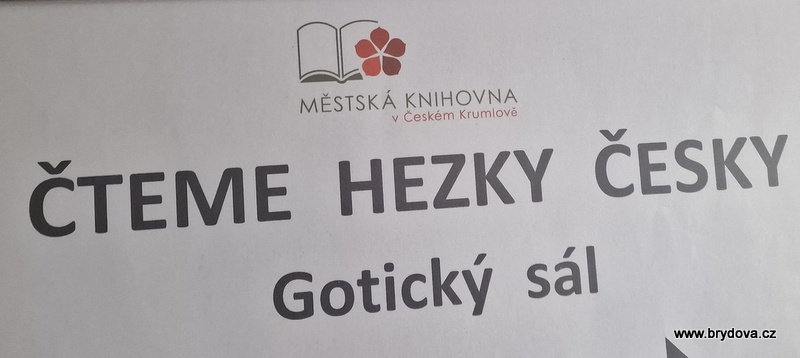 MĚSTSKÁ KNIHOVNA
v Českém Krumlově
ČTEME HEZKY ČESKY
Gotický sál
www.brydova.cz